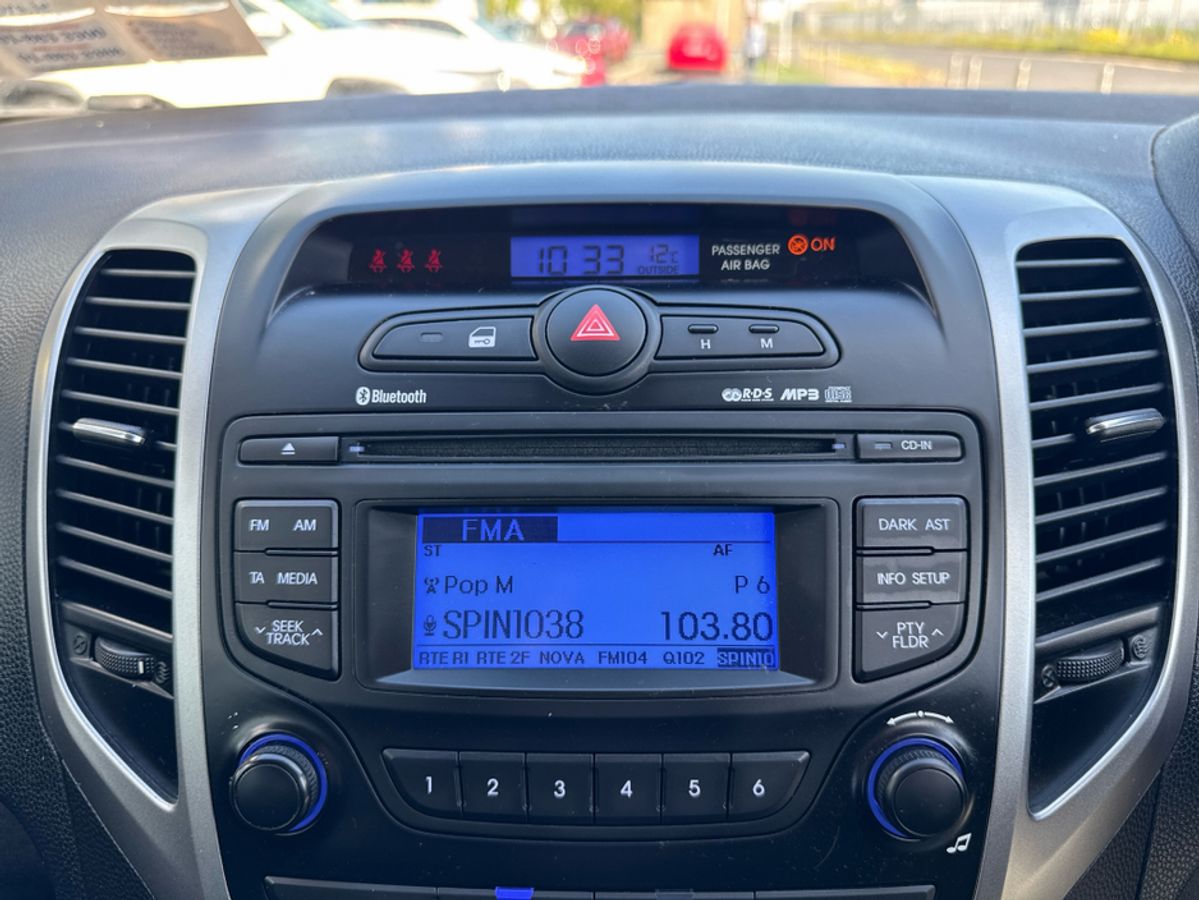 10 33 12°C
OUTSIDE
PASSENGER
AIR BAG
ON
H M
Bluetooth
R·D·S MP3 DISC
CD-IN
FM AM
TA MEDIA
SEEK
TRACK
FMA
ST AF
Pop M P 6
SPIN1038 103.80
RTE R1 RTE 2F NOVA FM104 Q102 SPIN10
DARK AST
INFO SETUP
PTY
FLDR
1 2 3 4 5 6